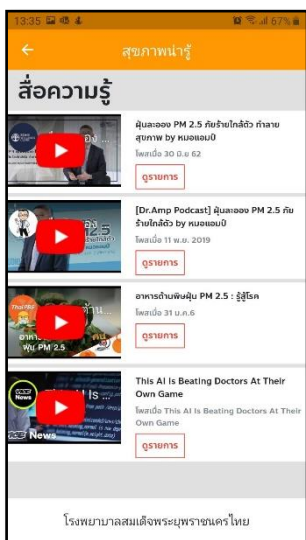 13:35
67%
สุขภาพน่ารู้
สื่อความรู้
ฝุ่นละออง PM 2.5 ภัยร้ายใกล้ตัว ทำลาย
สุขภาพ by หมอแอมป์
โพสเมื่อ 30 มิ.ย 62
ดูรายการ
[Dr.Amp Podcast] ฝุ่นละออง PM 2.5 ภัย
ร้ายใกล้ตัว by หมอแอมป์
โพสเมื่อ 11 พ.ย. 2019
ดูรายการ
อาหารต้านพิษฝุ่น PM 2.5 : รู้สู้โรค
โพสเมื่อ 31 ม.ค.6
ดูรายการ
ฝุ่น PM 2.5
This AI Is Beating Doctors At Their
Own Game
โพสเมื่อ This AI Is Beating Doctors At Their
Own Game
ดูรายการ
News
โรงพยาบาลสมเด็จพระยุพราชนครไทย